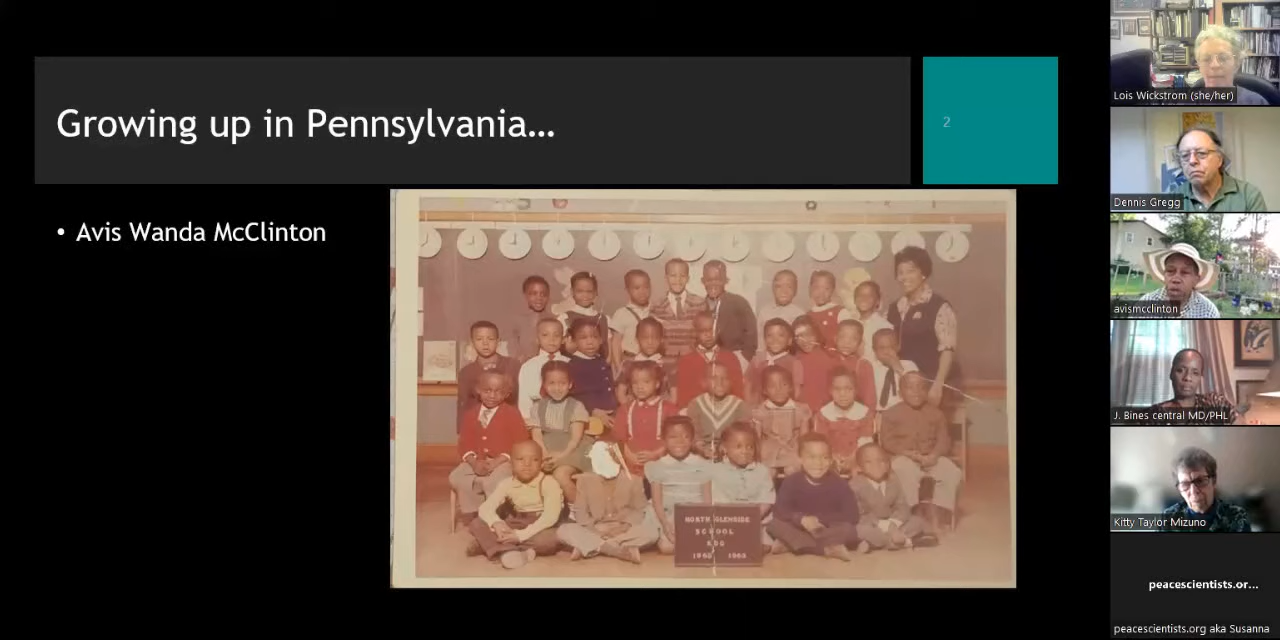 Growing up in Pennsylvania...
2
• Avis Wanda McClinton
NORTH GLENSIDE
SCHOOL
KDG
Lois Wickstrom (she/her)
Dennis Gregg
avismcclinton
J. Bines central MD/PHL
Kitty Taylor Mizuno
peacescientists.or...
peacescientists.org aka Susanna